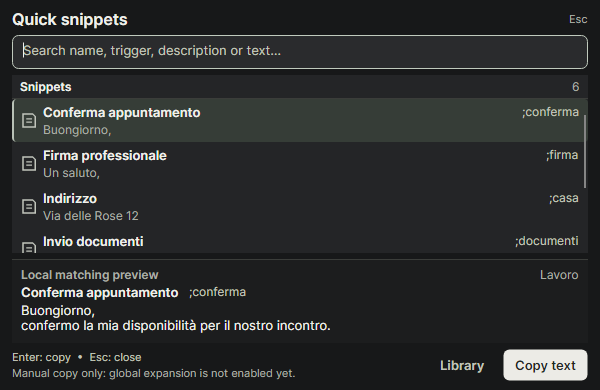 Quick snippets Esc
Search name, trigger, description or text...
Snippets 6
Conferma appuntamento ;conferma
Buongiorno,
Firma professionale ;firma
Un saluto,
Indirizzo ;casa
Via delle Rose 12
Invio documenti ;documenti
Local matching preview Lavoro
Conferma appuntamento ;conferma
Buongiorno,
confermo la mia disponibilità per il nostro incontro.
Enter: copy • Esc: close
Manual copy only: global expansion is not enabled yet.
Library Copy text